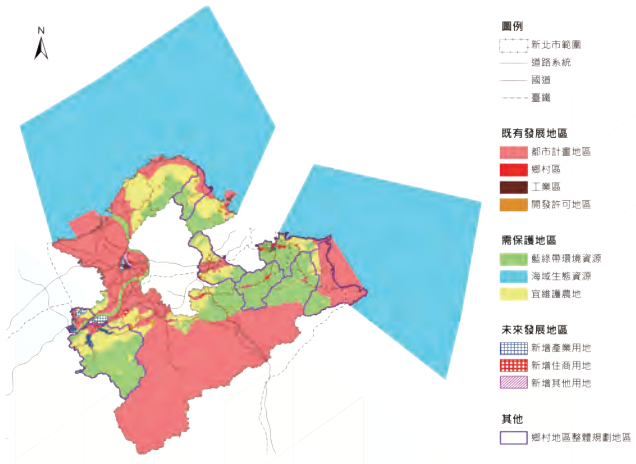 N
圖例
新北市範圍
道路系統
國道
臺鐵
既有發展地區
都市計畫地區
鄉村區
工業區
開發許可地區
需保護地區
藍綠帶環境資源
海域生態資源
宜維護農地
未來發展地區
新增產業用地
新增住商用地
新增其他用地
其他
鄉村地區整體規劃地區